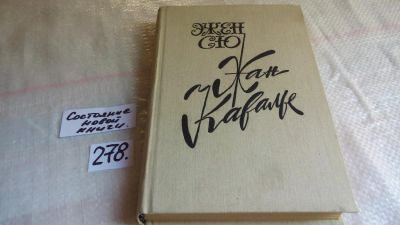 ЭЖЕН
СЮ
Жан
Кавалье
Состояние
новой
книги.
278.